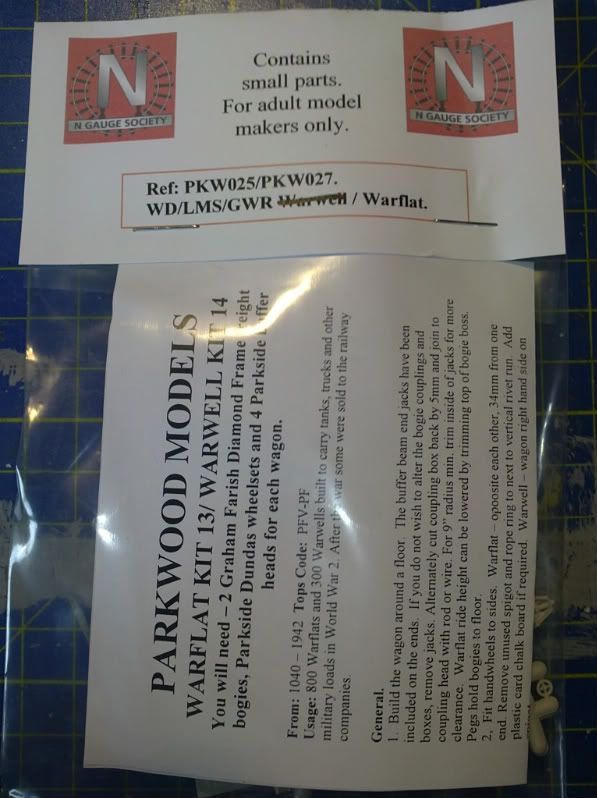 N
N GAUGE SOCIETY
Contains
small parts.
For adult model
makers only.
N
N GAUGE SOCIETY
Ref: PKW025/PKW027.
WD/LMS/GWR Warwell / Warflat.
PARKWOOD MODELS
WARFLAT KIT 13/ WARWELL KIT 14
You will need – 2 Graham Farish Diamond Frame freight
bogies, Parkside Dundas wheelsets and 4 Parkside buffer
heads for each wagon.
From: 1040 – 1942 Tops Code: PFV-PF
Usage: 800 Warflats and 300 Warwells built to carry tanks, trucks and other
military loads in World War 2. After the war some were sold to the railway
companies.
General.
1. Build the wagon around a floor. The buffer beam end jacks have been
included on the ends. If you do not wish to alter the bogie couplings and
boxes, remove jacks. Alternately cut coupling box back by 5mm and join to
coupling head with rod or wire. For 9" radius min. trim inside of jacks for more
clearance. Warflat ride height can be lowered by trimming top of bogie boss.
Pegs hold bogies to floor.
2. Fit handwheels to sides. Warflat – opposite each other, 34mm from one
end. Remove unused spigot and rope ring to next to vertical rivet run. Add
plastic card chalk board if required. Warwell – wagon right hand side on